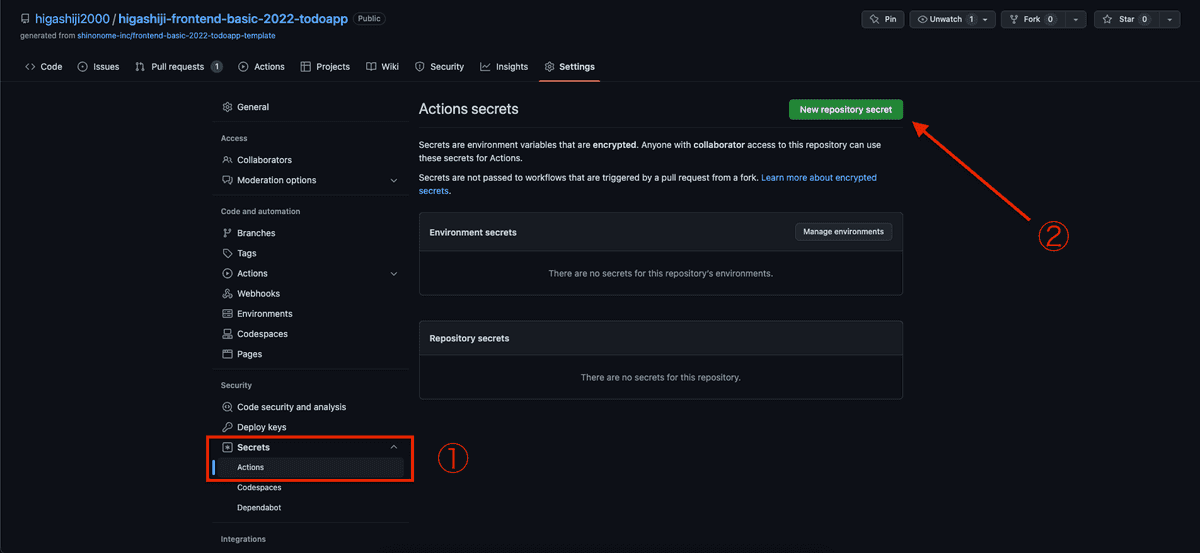 higashiji2000 / higashiji-frontend-basic-2022-todoapp Public
Pin
Unwatch 1
Fork 0
Star 0
generated from shinonome-inc/frontend-basic-2022-todoapp-template
Code
Issues
Pull requests 1
Actions
Projects
Wiki
Security
Insights
Settings
General
Access
Collaborators
Moderation options
Code and automation
Branches
Tags
Actions
Webhooks
Environments
Codespaces
Pages
Security
Code security and analysis
Deploy keys
Secrets
Actions
Codespaces
Dependabot
Integrations
①
Actions secrets
New repository secret
②
Secrets are environment variables that are encrypted. Anyone with collaborator access to this repository can use
these secrets for Actions.
Secrets are not passed to workflows that are triggered by a pull request from a fork. Learn more about encrypted
secrets.
Environment secrets
Manage environments
There are no secrets for this repository's environments.
Repository secrets
There are no secrets for this repository.